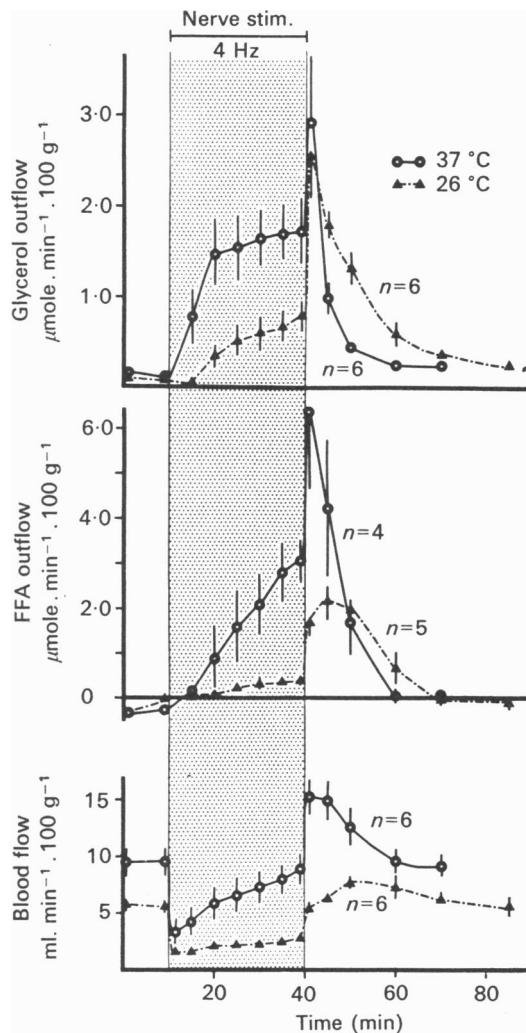 Nerve stim.
4 Hz
Glycerol outflow
µmole . min⁻¹ . 100 g⁻¹
3·0
2·0
1·0
37 °C
26 °C
n=6
n=6
FFA outflow
µmole . min⁻¹ . 100 g⁻¹
6·0
4·0
2·0
0
n=4
n=5
Blood flow
ml. min⁻¹ . 100 g⁻¹
15
10
5
n=6
n=6
20 40 60 80
Time (min)